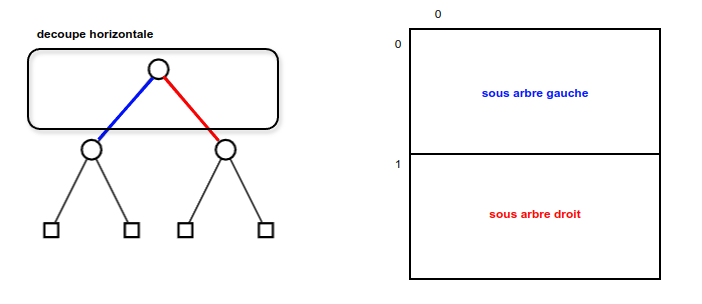 decoupe horizontale
0
0
sous arbre gauche
1
sous arbre droit